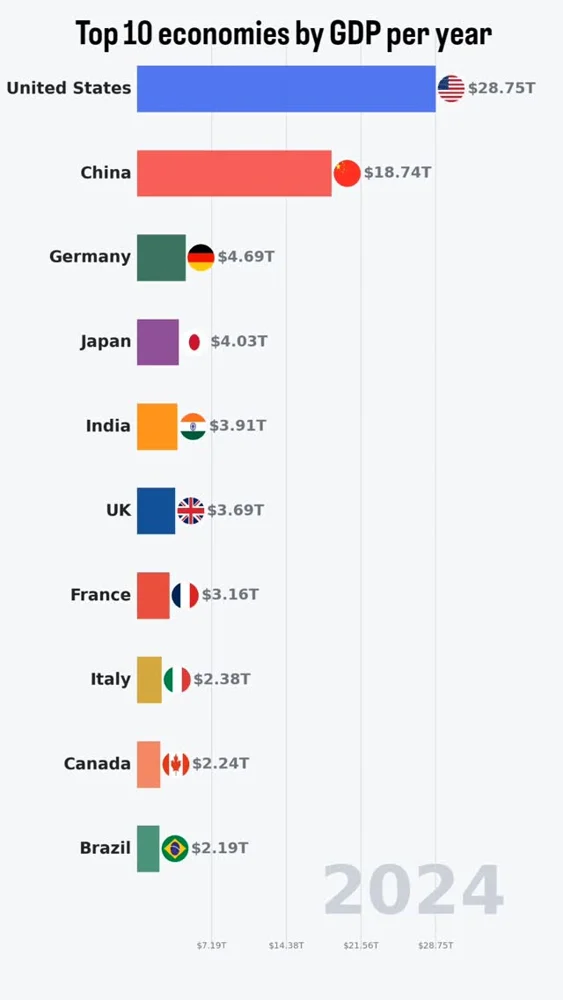 Top 10 economies by GDP per year
United States $28.75T
China $18.74T
Germany $4.69T
Japan $4.03T
India $3.91T
UK $3.69T
France $3.16T
Italy $2.38T
Canada $2.24T
Brazil $2.19T
2024
$7.19T $14.38T $21.56T $28.75T